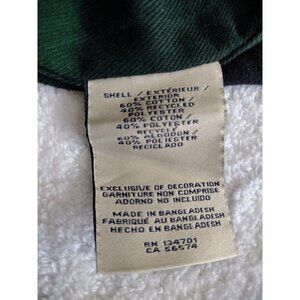 SHELL / EXTÉRIEUR /
EXTERIOR
60% COTTON /
40% RECYCLED
POLYESTER
60% COTON /
40% POLYESTER
RECYCLÉ /
60% ALGODÓN /
40% POLIÉSTER
RECICLADO
EXCLUSIVE OF DECORATION
GARNITURE NON COMPRISE
ADORNO NO INCLUIDO
MADE IN BANGLADESH
FABRIQUÉ AU BANGLADESH
HECHO EN BANGLADESH
RN 134701
CA 56574